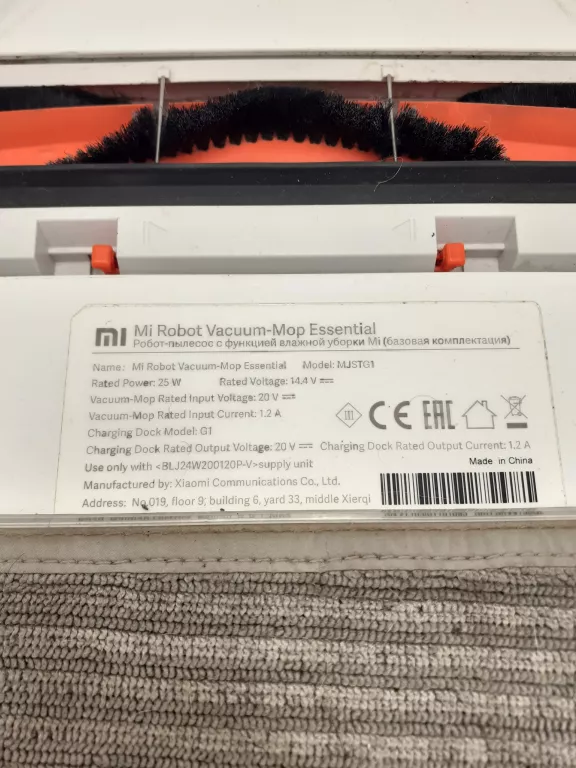 mi Mi Robot Vacuum-Mop Essential
Робот-пылесос с функцией влажной уборки Mi (базовая комплектация)
Name: Mi Robot Vacuum-Mop Essential Model: MJSTG1
Rated Power: 25 W Rated Voltage: 14.4 V
Vacuum-Mop Rated Input Voltage: 20 V
Vacuum-Mop Rated Input Current: 1.2 A
Charging Dock Model: G1
CE EAC
Charging Dock Rated Output Voltage: 20 V Charging Dock Rated Output Current: 1.2 A
Use only with <BLJ24W200120P-V>supply unit
Made in China
Manufactured by: Xiaomi Communications Co., Ltd.
Address: No.019, floor 9, building 6, yard 33, middle Xierqi